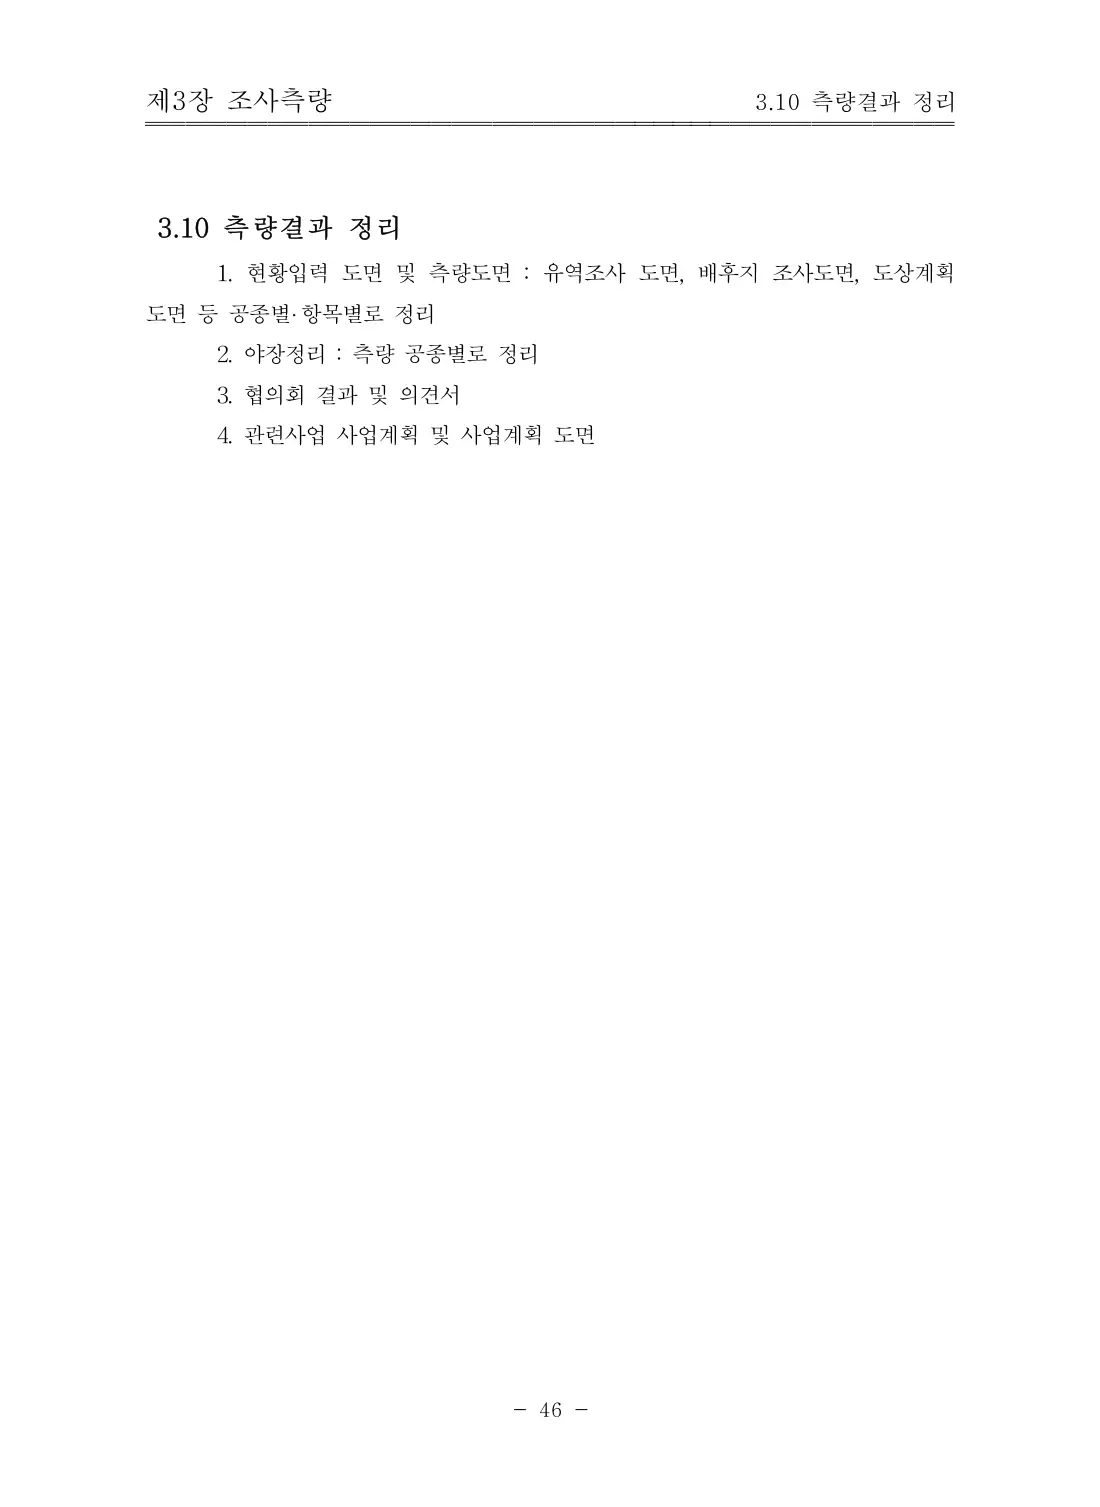 제3장 조사측량
3.10 측량결과 정리
3.10 측량결과 정리
1. 현황입력 도면 및 측량도면 : 유역조사 도면, 배후지 조사도면, 도상계획
도면 등 공종별·항목별로 정리
2. 야장정리 : 측량 공종별로 정리
3. 협의회 결과 및 의견서
4. 관련사업 사업계획 및 사업계획 도면
- 46 -